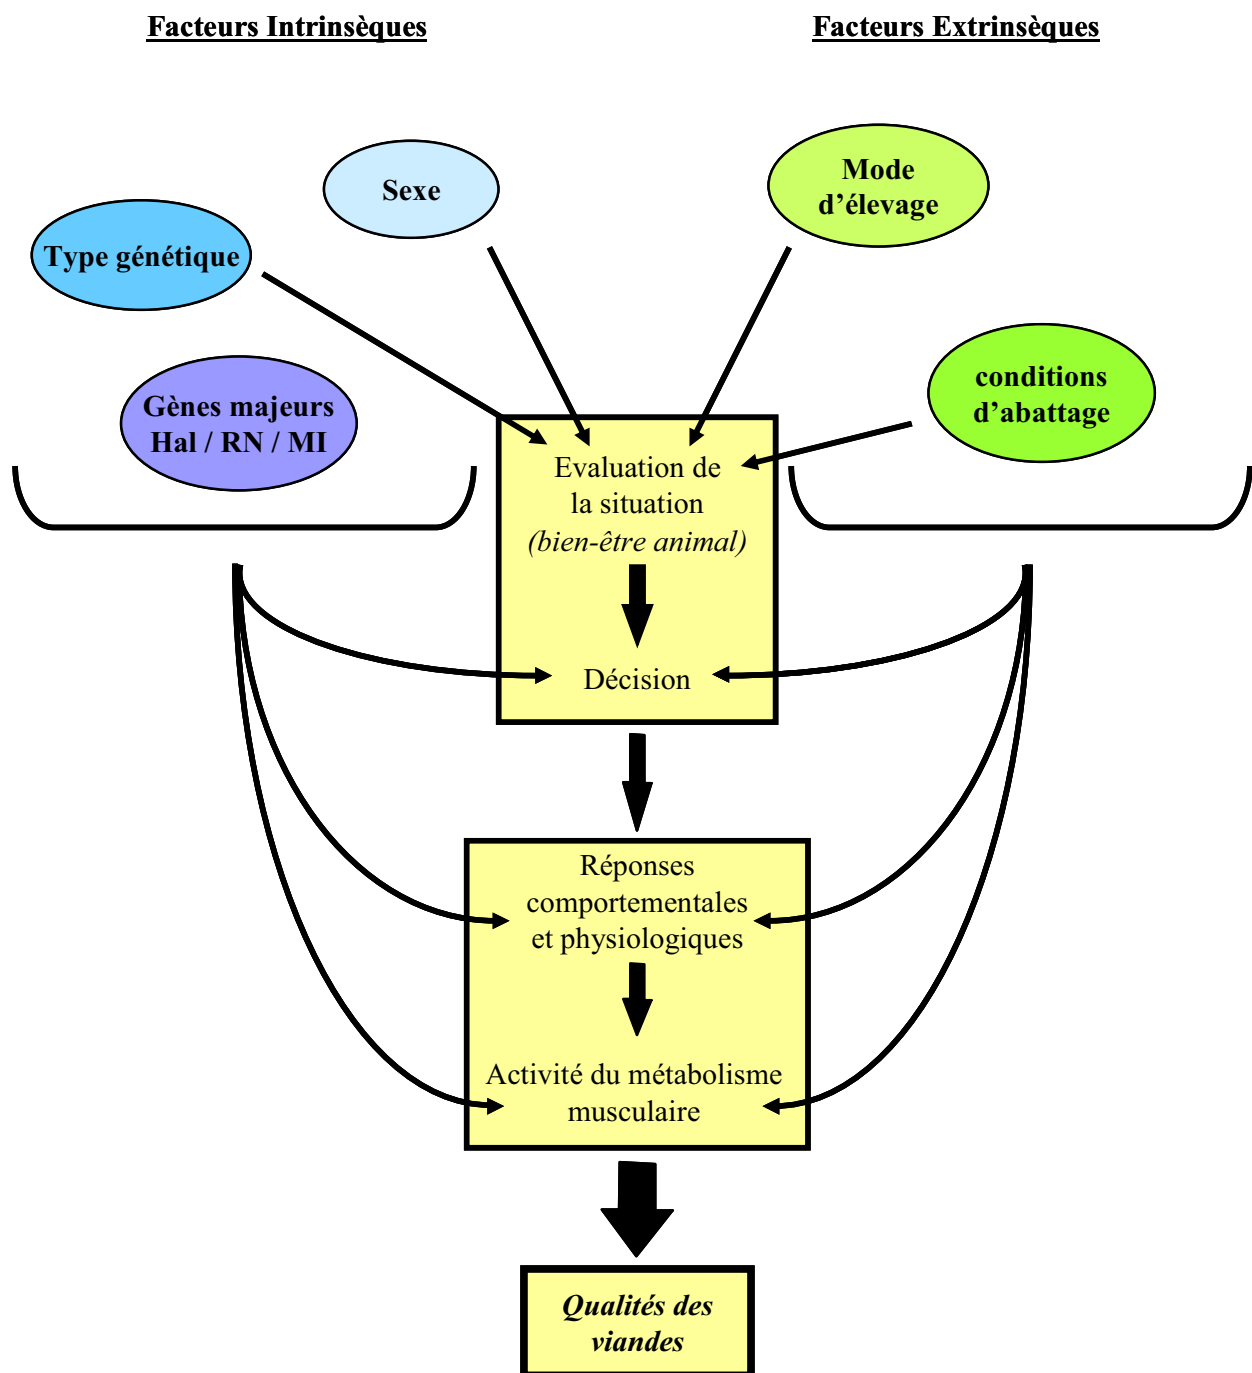 Facteurs Intrinsèques
Facteurs Extrinsèques
Sexe
Mode
d’élevage
Type génétique
Gènes majeurs
Hal / RN / MI
conditions
d’abattage
Evaluation de
la situation
(bien-être animal)
Décision
Réponses
comportementales
et physiologiques
Activité du métabolisme
musculaire
Qualités des
viandes